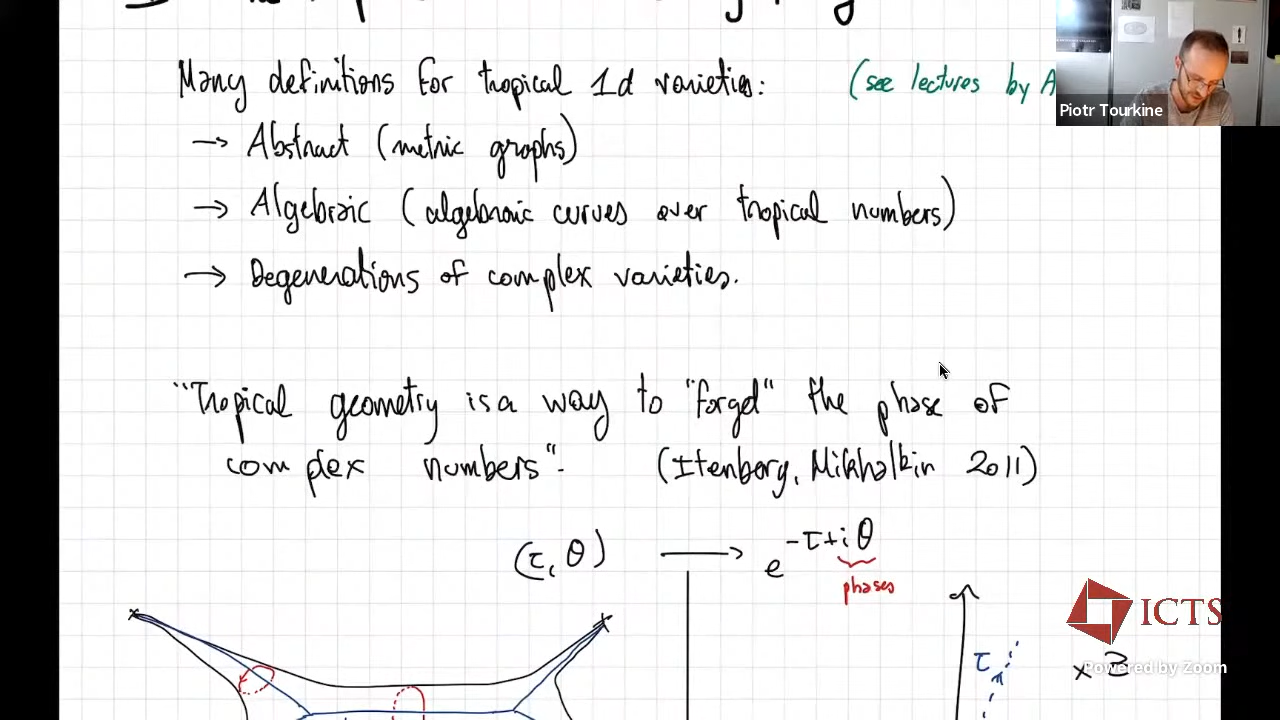 Many definitions for tropical 1d varieties: (see lectures by A
Piotr Tourkine
→ Abstract (metric graphs)
→ Algebraic (algebraic curves over tropical numbers)
→ Degenerations of complex varieties.
"Tropical geometry is a way to "forget" the phase of
complex numbers". (Itenberg, Mikhalkin 2011)
(τ, θ) → e^{-τ+iθ}
phases
ICTS
τ
x 3
Powered by Zoom